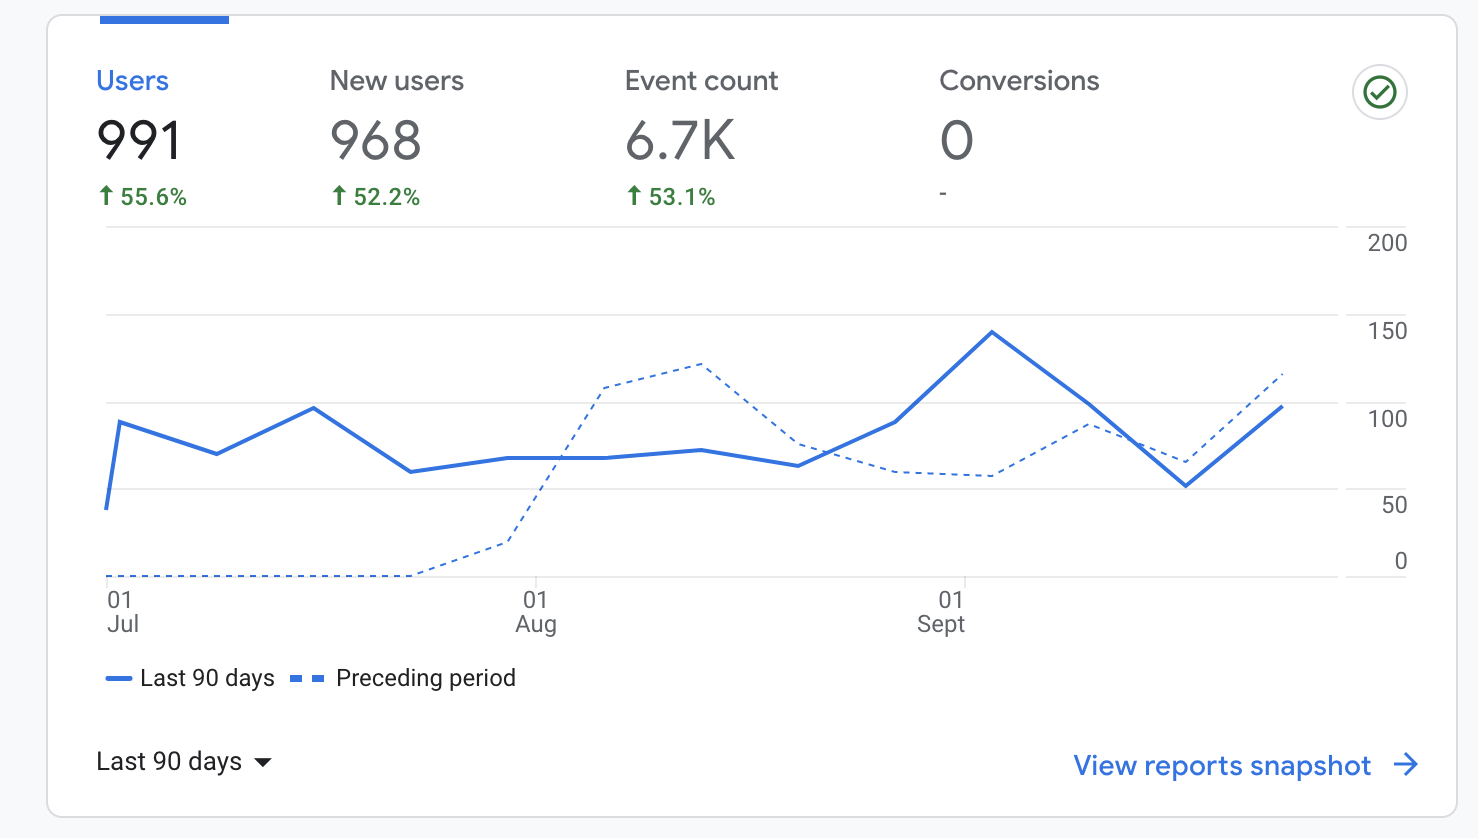 Users
991
↑ 55.6%
New users
968
↑ 52.2%
Event count
6.7K
↑ 53.1%
Conversions
0
-
200
150
100
50
0
01
Jul
01
Aug
01
Sept
Last 90 days
Preceding period
Last 90 days
View reports snapshot →